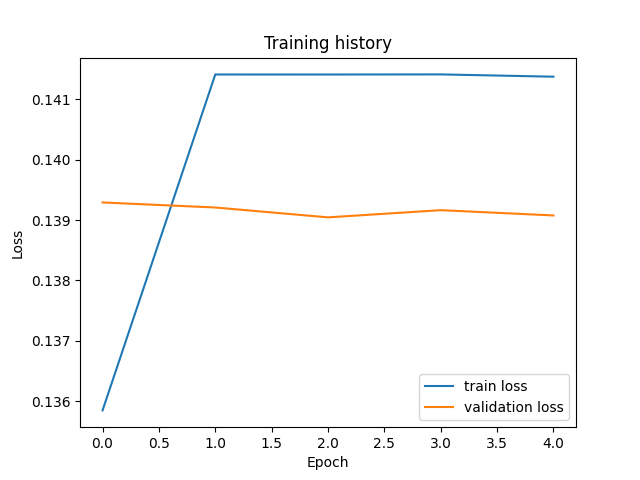 Training history
0.141
0.140
0.139
0.138
0.137
0.136
Loss
train loss
validation loss
0.0 0.5 1.0 1.5 2.0 2.5 3.0 3.5 4.0
Epoch